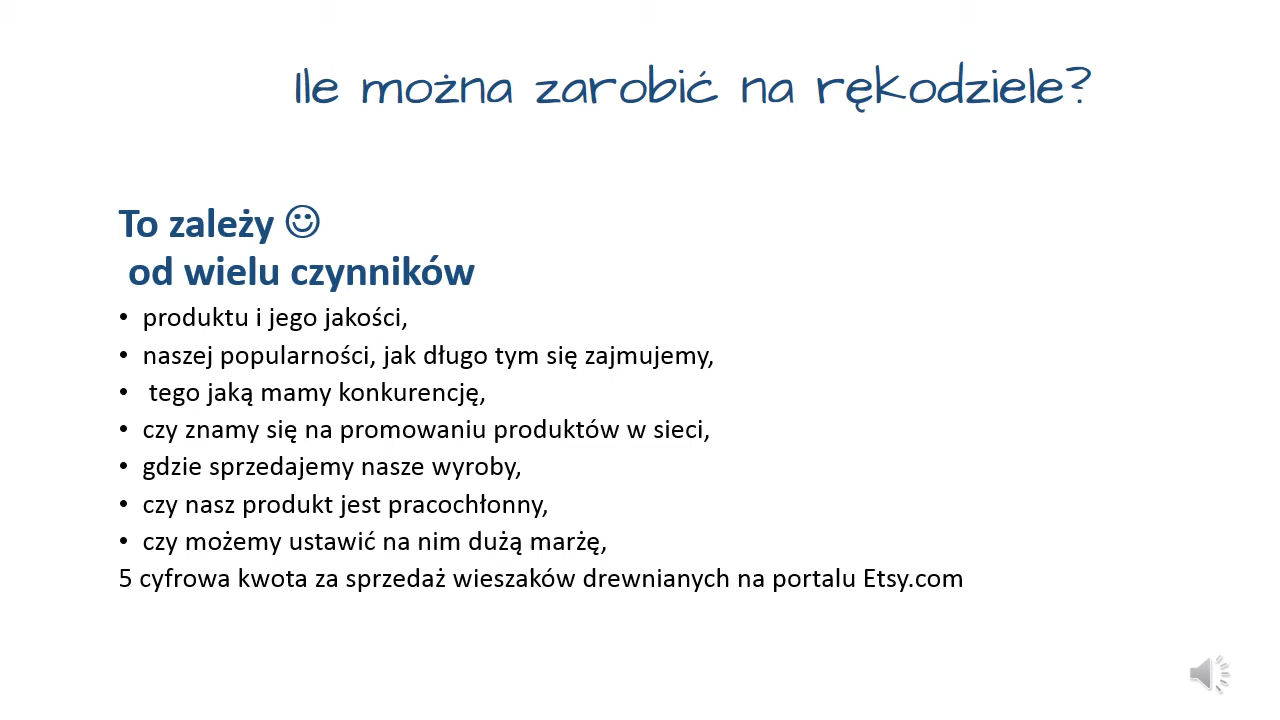 Ile można zarobić na rękodziele?
To zależy ☺
od wielu czynników
• produktu i jego jakości,
• naszej popularności, jak długo tym się zajmujemy,
• tego jaką mamy konkurencję,
• czy znamy się na promowaniu produktów w sieci,
• gdzie sprzedajemy nasze wyroby,
• czy nasz produkt jest pracochłonny,
• czy możemy ustawić na nim dużą marżę,
5 cyfrowa kwota za sprzedaż wieszaków drewnianych na portalu Etsy.com